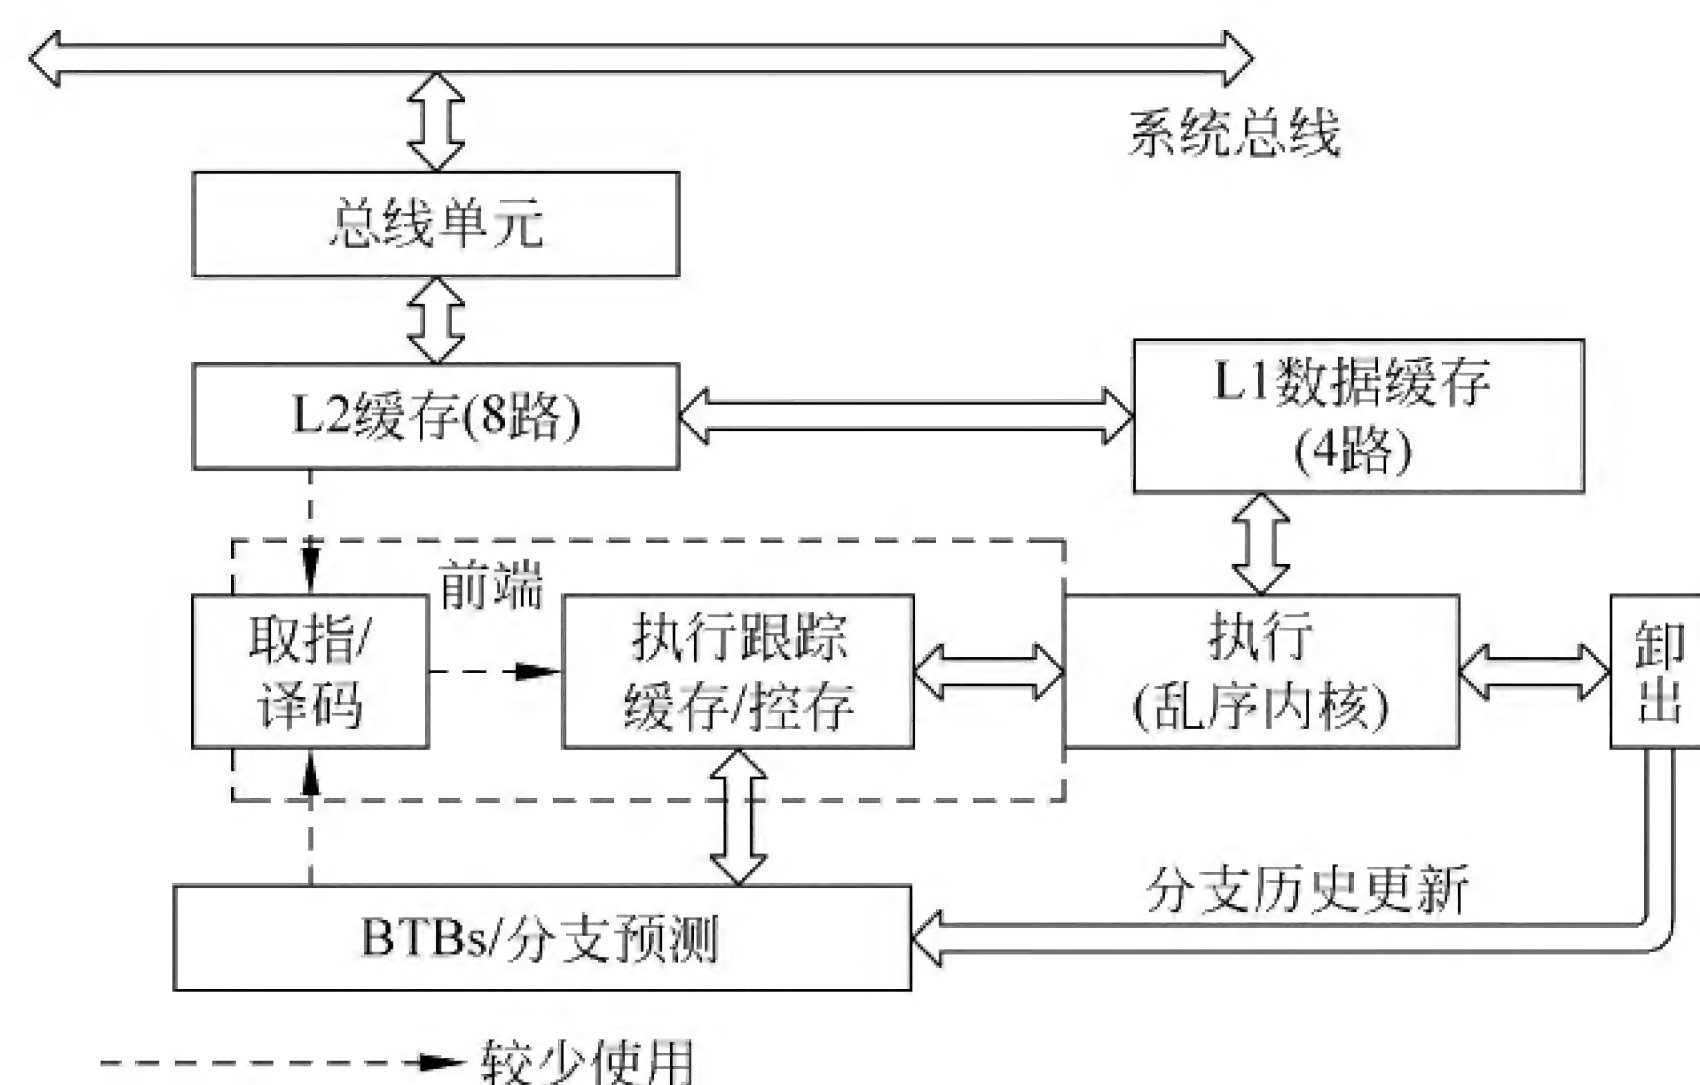 系统总线
总线单元
L2缓存(8路)
L1数据缓存
(4路)
前端
取指/
译码
执行跟踪
缓存/控存
执行
(乱序内核)
卸
出
分支历史更新
BTBs/分支预测
较少使用